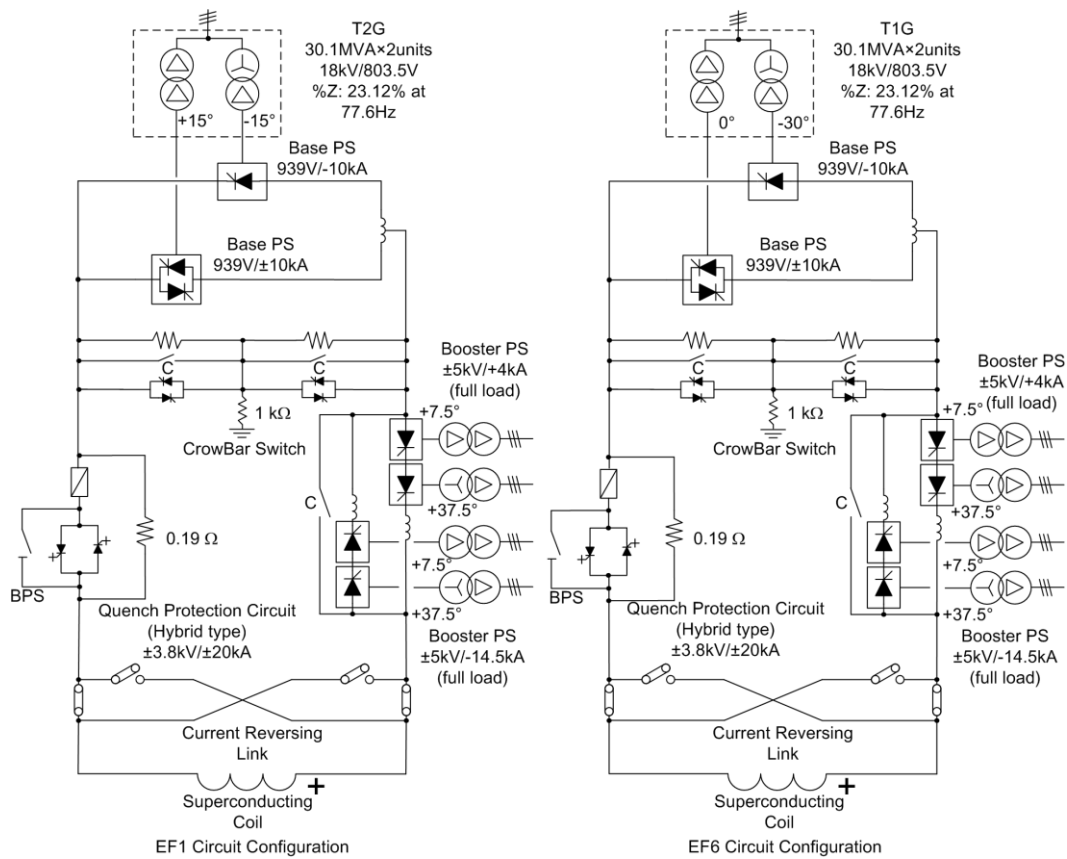 T2G
30.1MVA×2units
18kV/803.5V
%Z: 23.12% at
77.6Hz
+15°
-15°
Base PS
939V/-10kA
Base PS
939V/±10kA
C
C
Booster PS
±5kV/+4kA
(full load)
1 kΩ
CrowBar Switch
+7.5°
+37.5°
C
0.19 Ω
+
+
BPS
+7.5°
+37.5°
Quench Protection Circuit
(Hybrid type)
±3.8kV/±20kA
Booster PS
±5kV/-14.5kA
(full load)
Current Reversing
Link
+
Superconducting
Coil
EF1 Circuit Configuration
T1G
30.1MVA×2units
18kV/803.5V
%Z: 23.12% at
77.6Hz
0°
-30°
Base PS
939V/-10kA
Base PS
939V/±10kA
C
C
Booster PS
±5kV/+4kA
(full load)
1 kΩ
CrowBar Switch
+7.5°
+37.5°
C
0.19 Ω
+
+
BPS
+7.5°
+37.5°
Quench Protection Circuit
(Hybrid type)
±3.8kV/±20kA
Booster PS
±5kV/-14.5kA
(full load)
Current Reversing
Link
+
Superconducting
Coil
EF6 Circuit Configuration